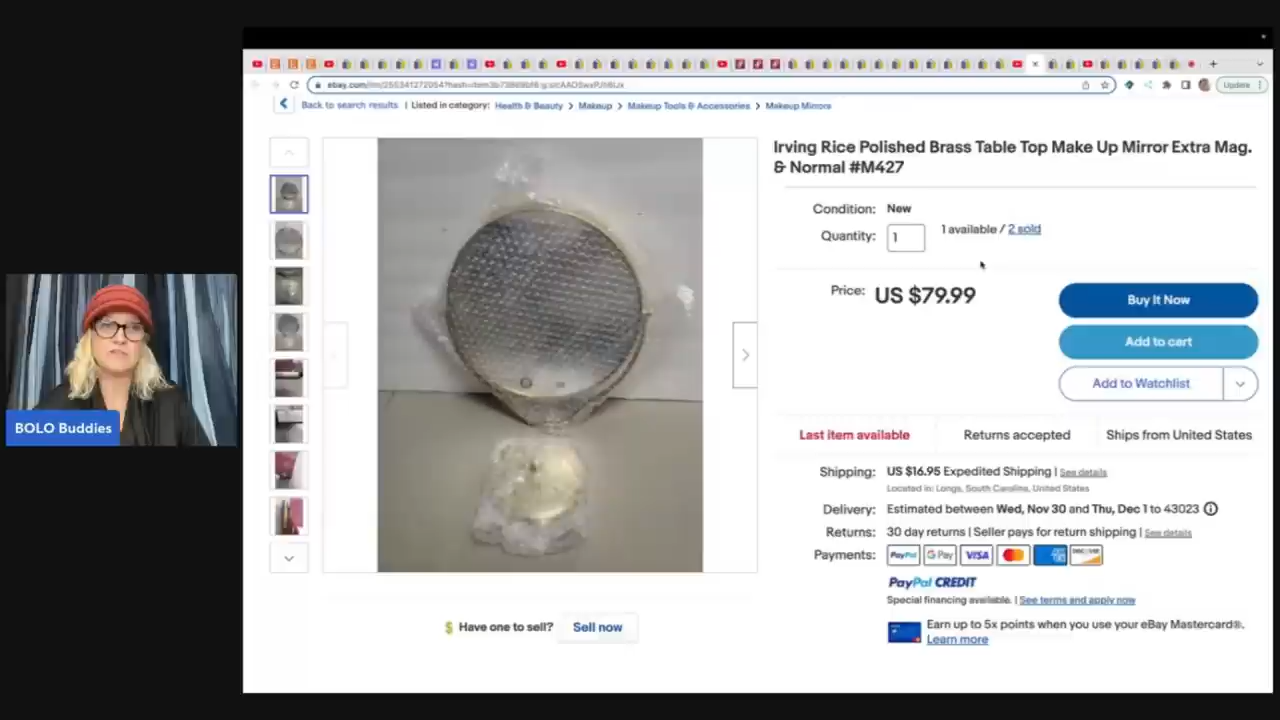 Back to search results | Listed in category: Health & Beauty > Makeup > Makeup Tools & Accessories > Makeup Mirrors
Update
Irving Rice Polished Brass Table Top Make Up Mirror Extra Mag.
& Normal #M427
Condition: New
Quantity: 1
1 available / 2 sold
Price: US $79.99
Buy It Now
Add to cart
Add to Watchlist
Last item available
Returns accepted
Ships from United States
Shipping: US $16.95 Expedited Shipping | See details
Located in: Longs, South Carolina, United States
Delivery: Estimated between Wed, Nov 30 and Thu, Dec 1 to 43023
Returns: 30 day returns | Seller pays for return shipping | See details
Payments: PayPal G Pay VISA
DISCOVER
PayPal CREDIT
Special financing available. | See terms and apply now
Earn up to 5x points when you use your eBay Mastercard®.
Learn more
$ Have one to sell? Sell now
BOLO Buddies